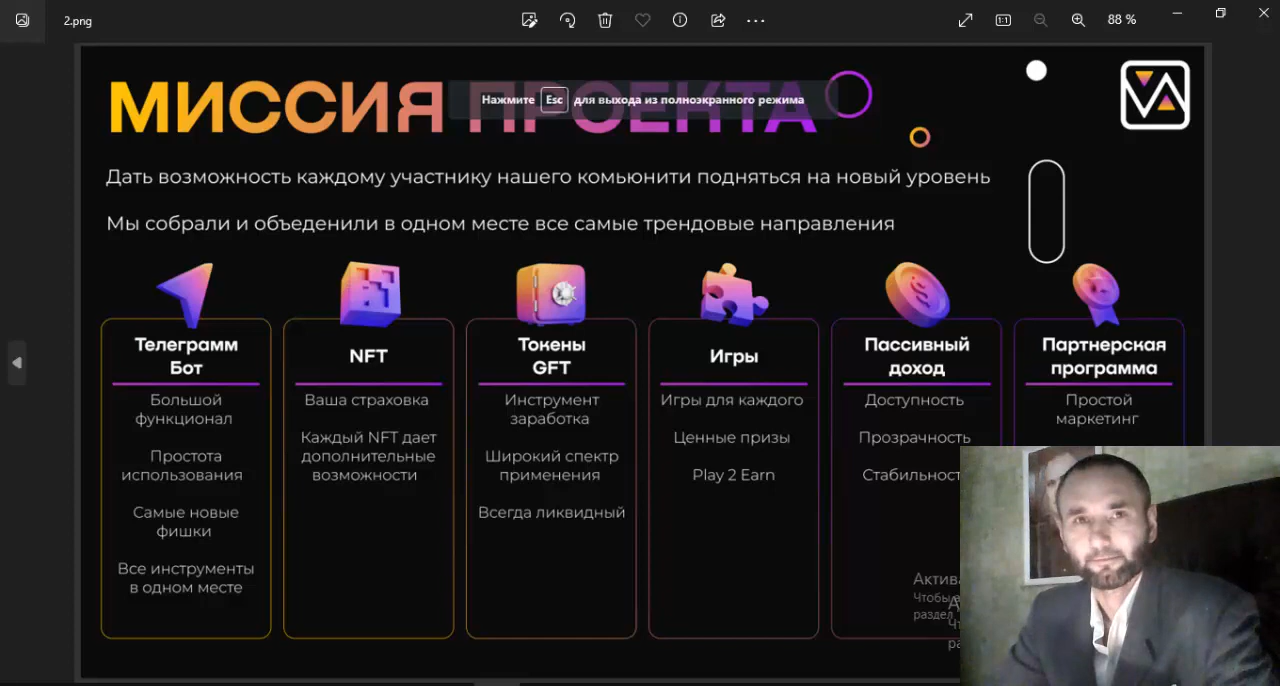 2.png
88 %
МИССИЯ ПРОЕКТА
Нажмите Esc для выхода из полноэкранного режима
Дать возможность каждому участнику нашего комьюнити подняться на новый уровень
Мы собрали и объеденили в одном месте все самые трендовые направления
Телеграмм
Бот
Большой
функционал
Простота
использования
Самые новые
фишки
Все инструменты
в одном месте
NFT
Ваша страховка
Каждый NFT дает
дополнительные
возможности
Токены
GFT
Инструмент
заработка
Широкий спектр
применения
Всегда ликвидный
Игры
Игры для каждого
Ценные призы
Play 2 Earn
Пассивный
доход
Доступность
Прозрачность
Партнерская
программа
Простой
маркетинг
раздел